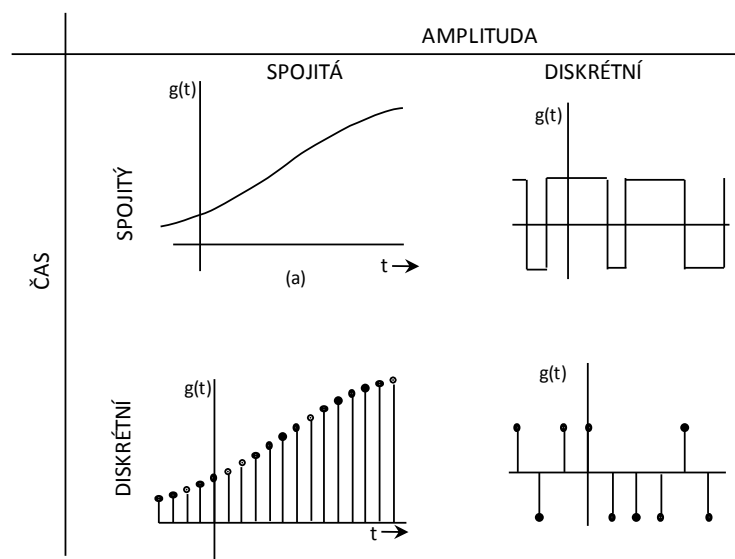 AMPLITUDA
SPOJITÁ
DISKRÉTNÍ
g(t)
g(t)
SPOJITÝ
t
(a)
ČAS
g(t)
g(t)
DISKRÉTNÍ
t